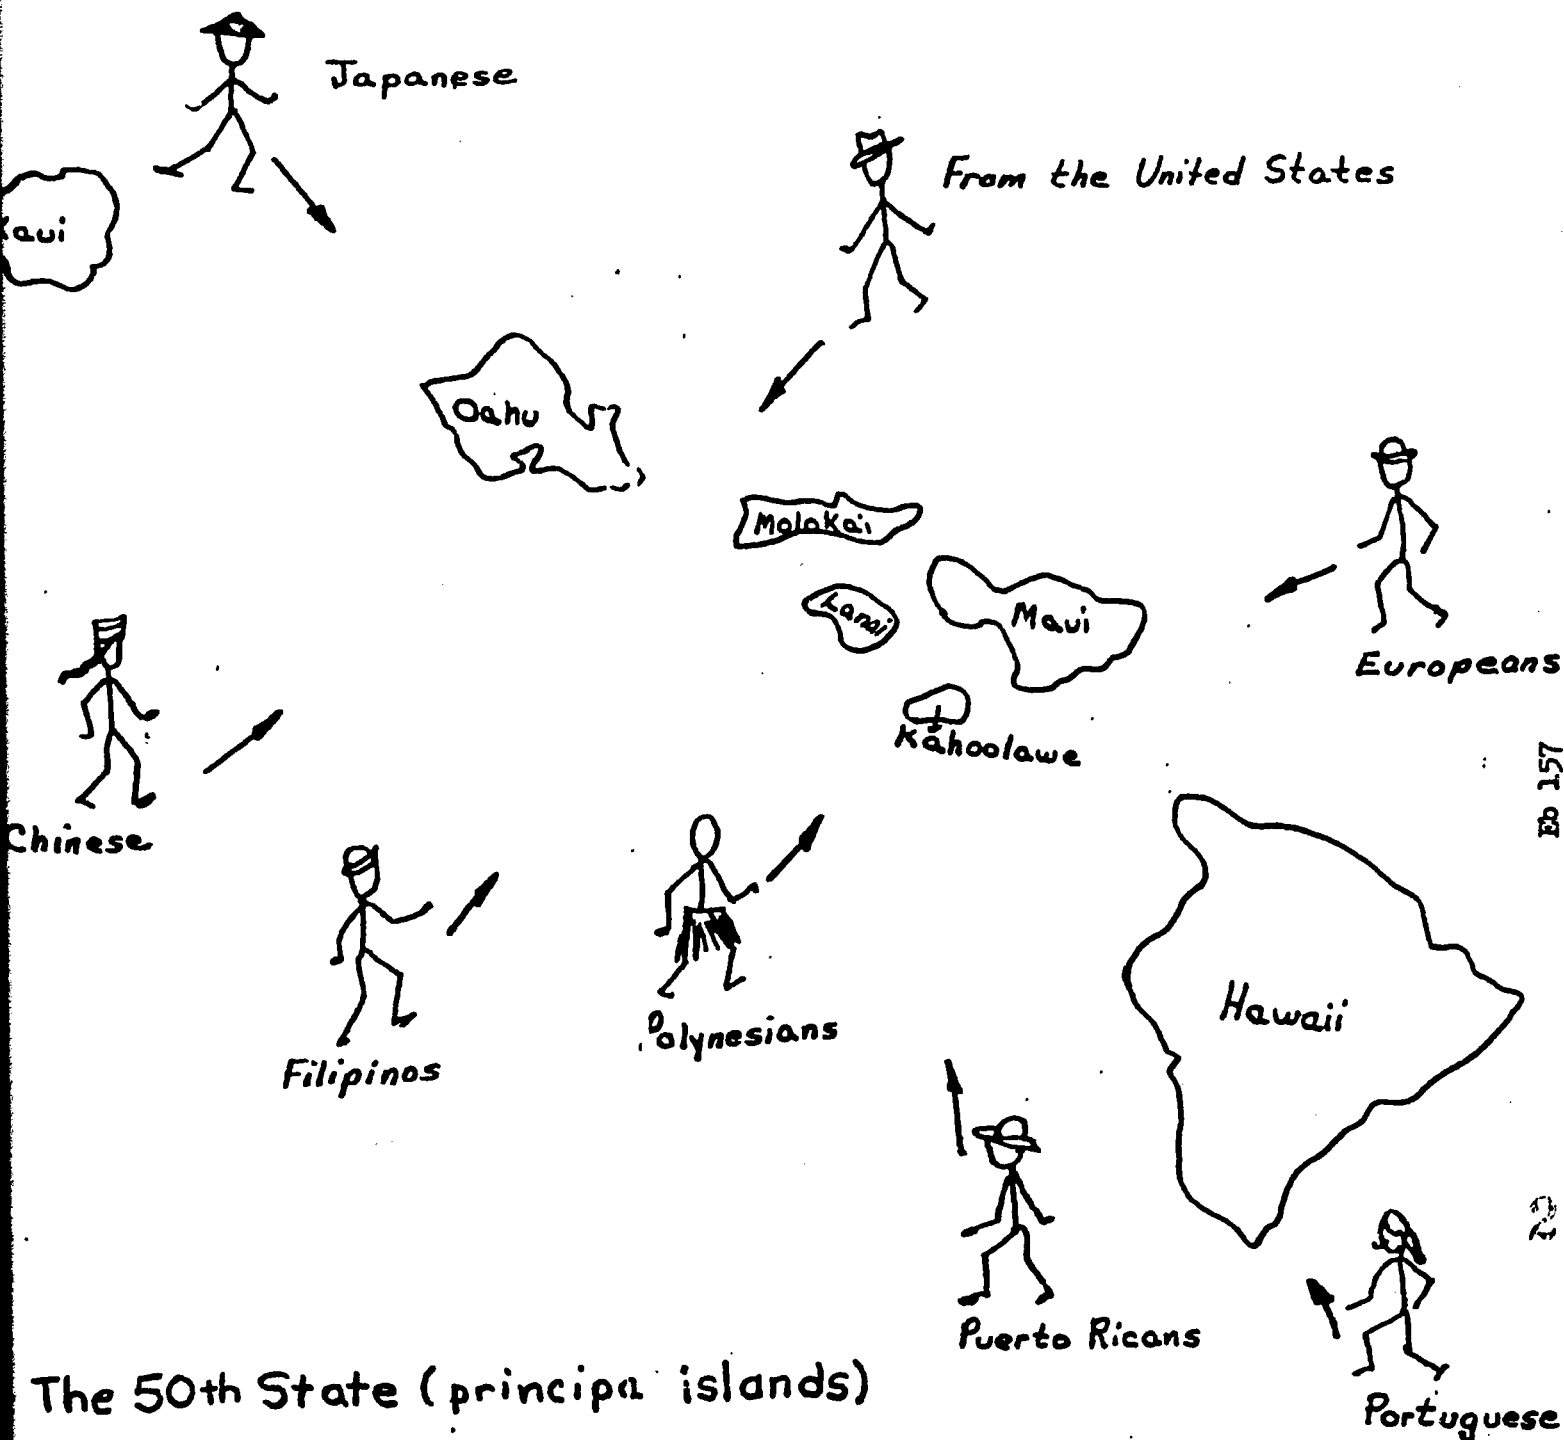 Japanese
From the United States
Kaui
Oahu
Molokai
Lanai
Maui
Kahoolawe
Europeans
Chinese
Eb 157
Hawaii
Filipinos
Polynesians
2
Puerto Ricans
Portuguese
The 50th State (principa islands)